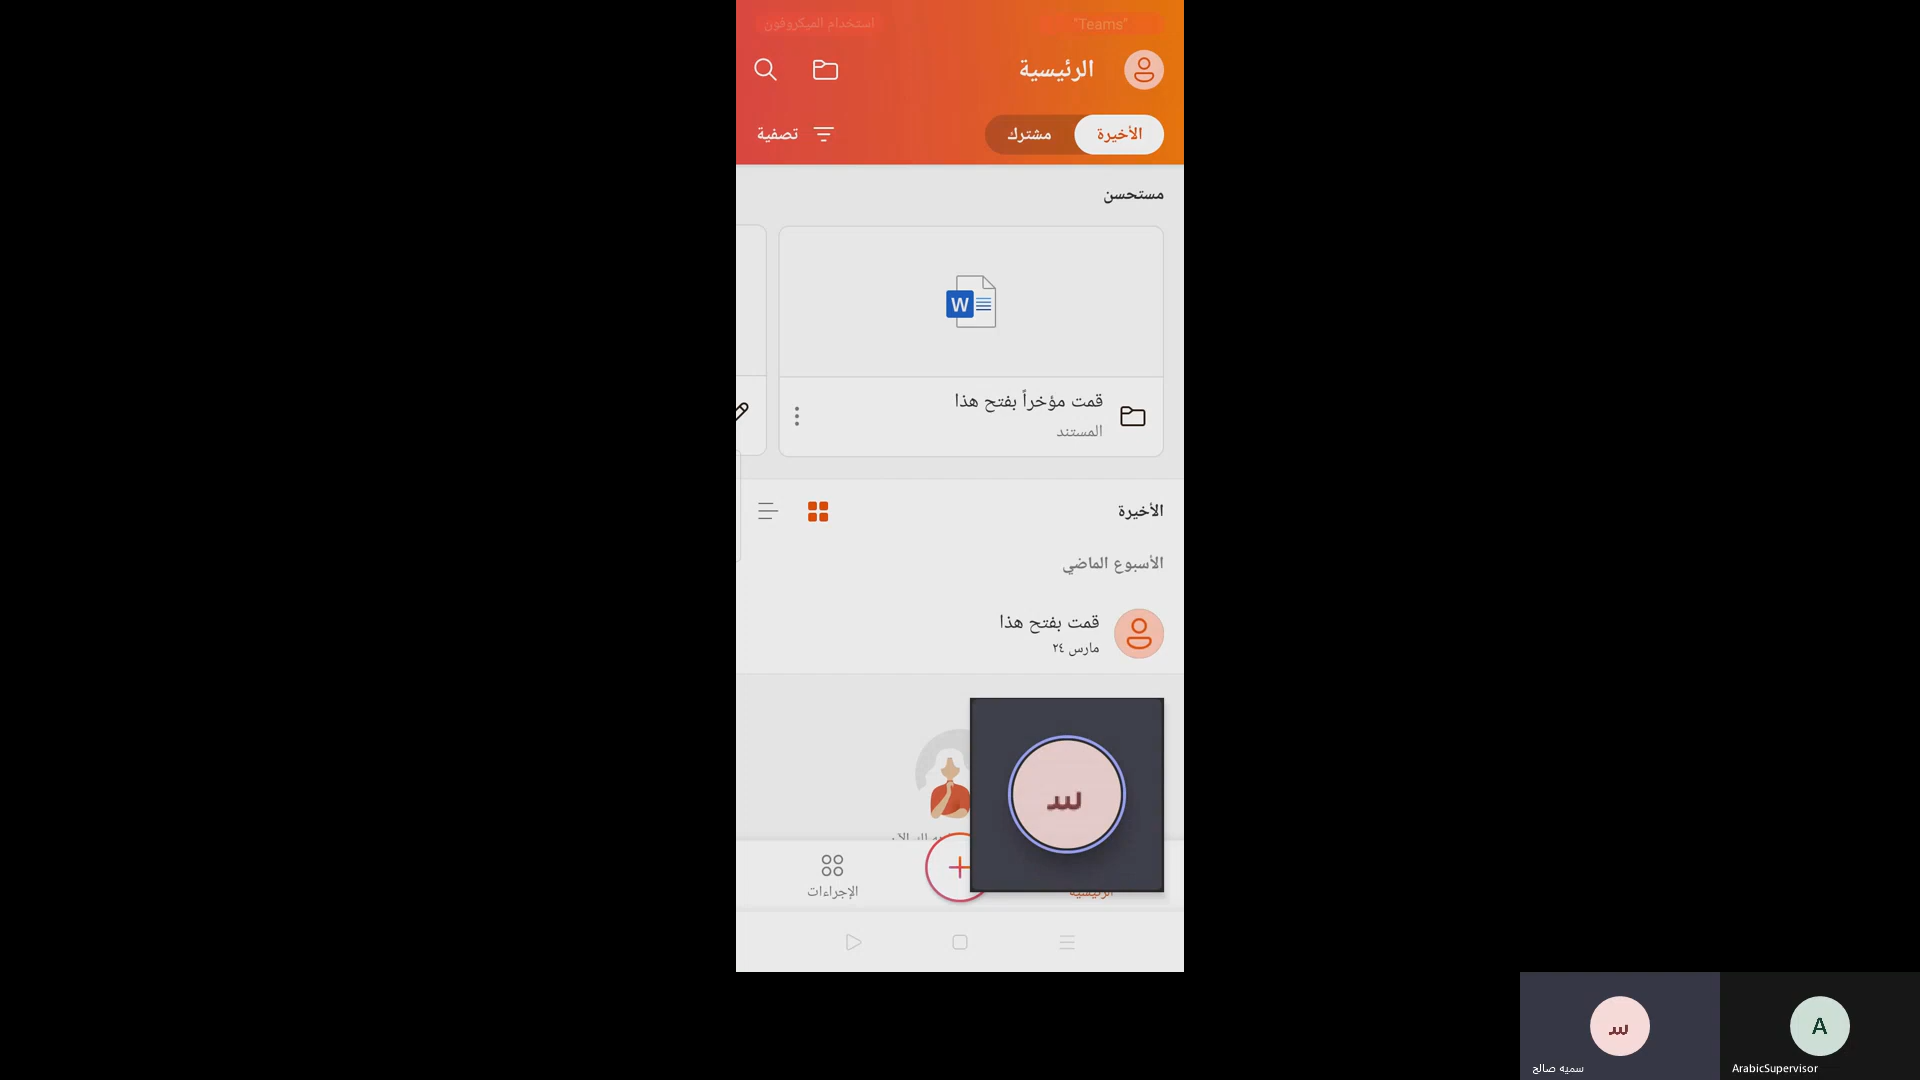 "Teams" استخدام الميكروفون
الرئيسية
الأخيرة مشترك تصفية
مستحسن
W
قمت مؤخراً بفتح هذا
المستند
الأخيرة
الأسبوع الماضي
قمت بفتح هذا
مارس ٢٤
س
الرئيسية
الإجراءات
س
سميه صالح
A
ArabicSupervisor